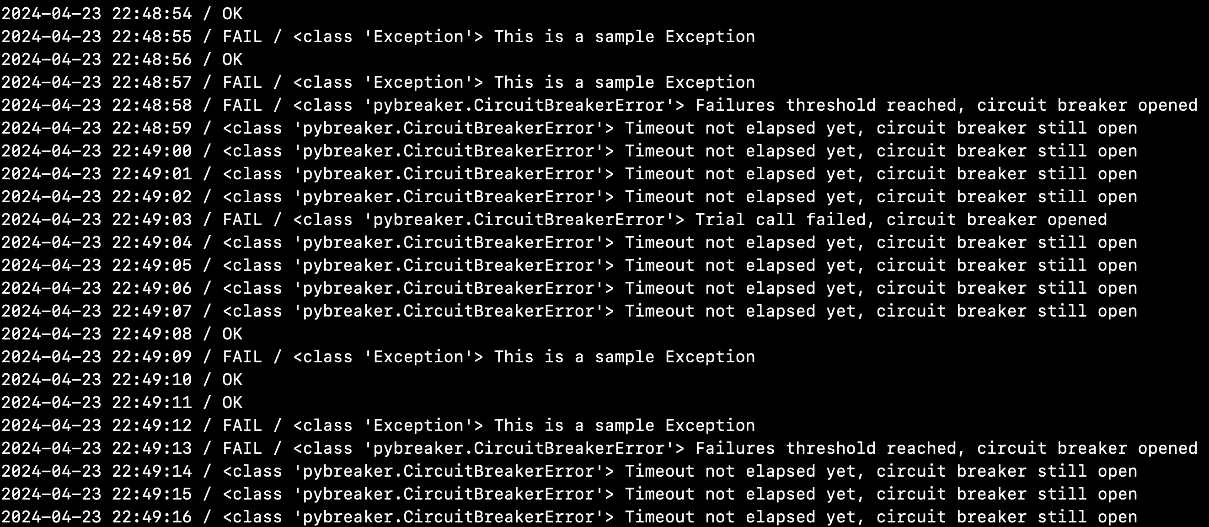 2024-04-23 22:48:54 / OK
2024-04-23 22:48:55 / FAIL / <class 'Exception'> This is a sample Exception
2024-04-23 22:48:56 / OK
2024-04-23 22:48:57 / FAIL / <class 'Exception'> This is a sample Exception
2024-04-23 22:48:58 / FAIL / <class 'pybreaker.CircuitBreakerError'> Failures threshold reached, circuit breaker opened
2024-04-23 22:48:59 / <class 'pybreaker.CircuitBreakerError'> Timeout not elapsed yet, circuit breaker still open
2024-04-23 22:49:00 / <class 'pybreaker.CircuitBreakerError'> Timeout not elapsed yet, circuit breaker still open
2024-04-23 22:49:01 / <class 'pybreaker.CircuitBreakerError'> Timeout not elapsed yet, circuit breaker still open
2024-04-23 22:49:02 / <class 'pybreaker.CircuitBreakerError'> Timeout not elapsed yet, circuit breaker still open
2024-04-23 22:49:03 / FAIL / <class 'pybreaker.CircuitBreakerError'> Trial call failed, circuit breaker opened
2024-04-23 22:49:04 / <class 'pybreaker.CircuitBreakerError'> Timeout not elapsed yet, circuit breaker still open
2024-04-23 22:49:05 / <class 'pybreaker.CircuitBreakerError'> Timeout not elapsed yet, circuit breaker still open
2024-04-23 22:49:06 / <class 'pybreaker.CircuitBreakerError'> Timeout not elapsed yet, circuit breaker still open
2024-04-23 22:49:07 / <class 'pybreaker.CircuitBreakerError'> Timeout not elapsed yet, circuit breaker still open
2024-04-23 22:49:08 / OK
2024-04-23 22:49:09 / FAIL / <class 'Exception'> This is a sample Exception
2024-04-23 22:49:10 / OK
2024-04-23 22:49:11 / OK
2024-04-23 22:49:12 / FAIL / <class 'Exception'> This is a sample Exception
2024-04-23 22:49:13 / FAIL / <class 'pybreaker.CircuitBreakerError'> Failures threshold reached, circuit breaker opened
2024-04-23 22:49:14 / <class 'pybreaker.CircuitBreakerError'> Timeout not elapsed yet, circuit breaker still open
2024-04-23 22:49:15 / <class 'pybreaker.CircuitBreakerError'> Timeout not elapsed yet, circuit breaker still open
2024-04-23 22:49:16 / <class 'pybreaker.CircuitBreakerError'> Timeout not elapsed yet, circuit breaker still open